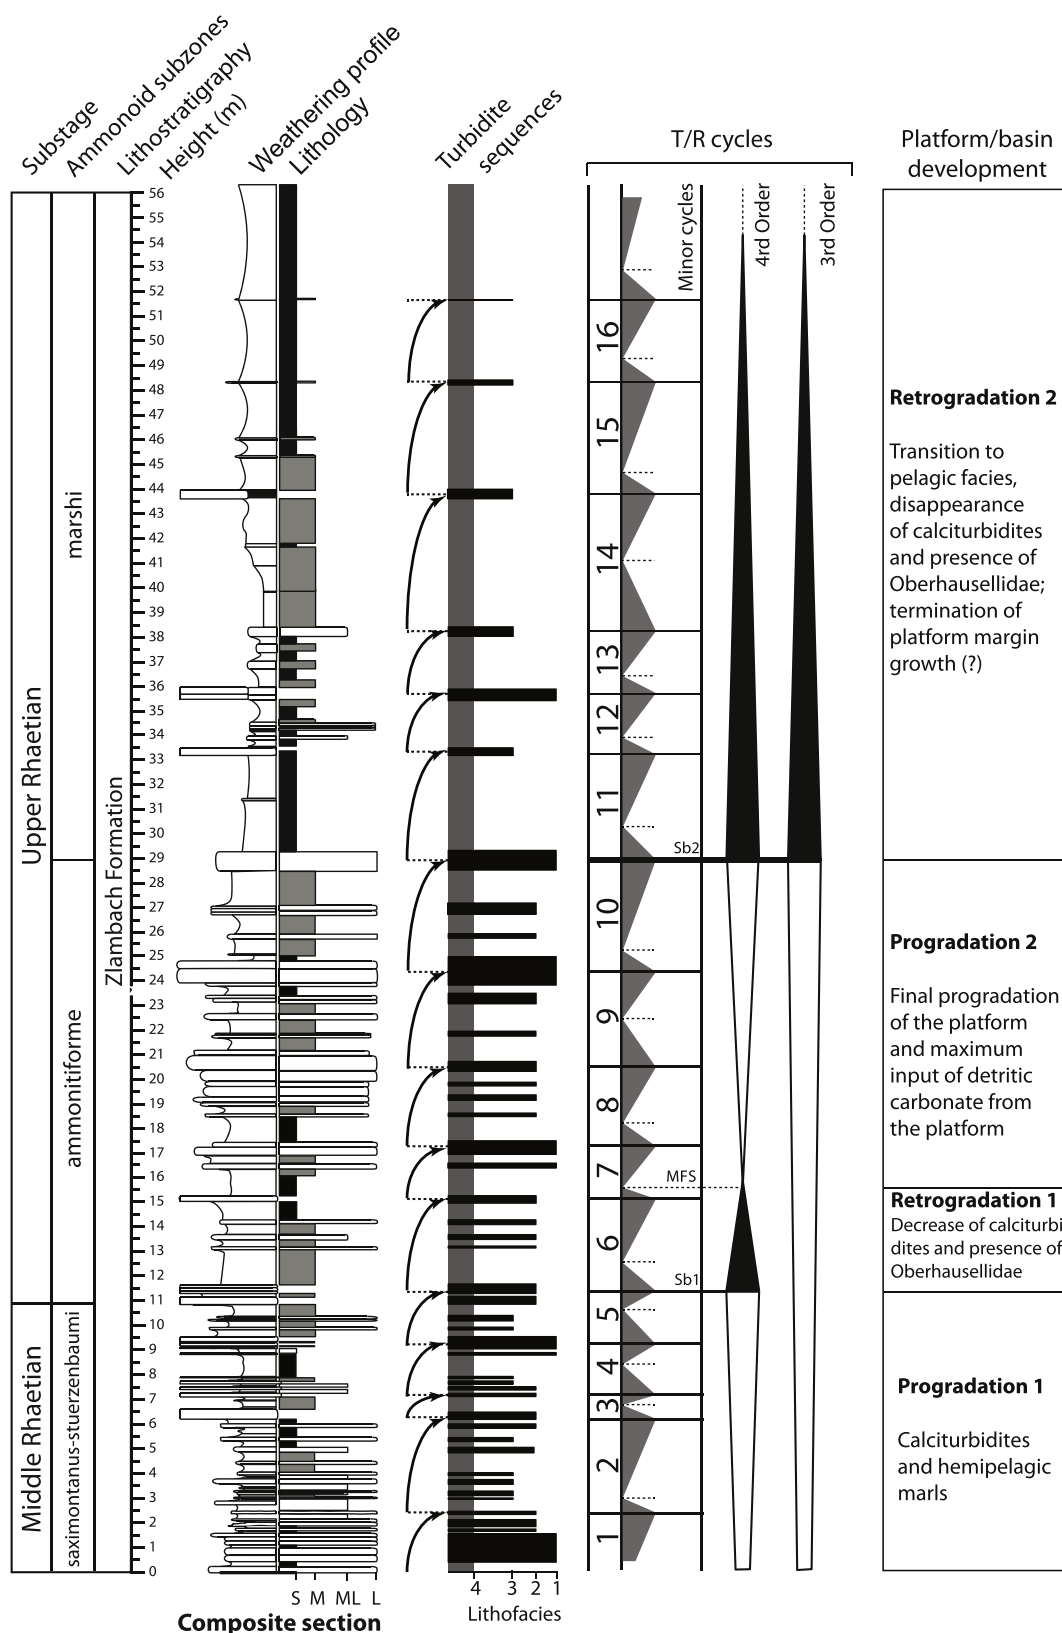 Substage
Ammonoid subzones
Lithostratigraphy
Height (m)
Weathering profile
Lithology
Turbidite
sequences
T/R cycles
Platform/basin
development
56
55
54
53
52
51
50
49
48
47
46
45
44
43
42
41
40
39
38
37
36
35
34
33
32
31
30
29
28
27
26
25
24
23
22
21
20
19
18
17
16
15
14
13
12
11
10
9
8
7
6
5
4
3
2
1
0
Upper Rhaetian
Middle Rhaetian
marshi
ammonitiforme
saximontanus-stuerzenbaumi
Zlambach Formation
S M ML L
Composite section
4 3 2 1
Lithofacies
Minor cycles
4rd Order
3rd Order
16
15
14
13
12
11
10
9
8
7
6
5
4
3
2
1
Sb2
MFS
Sb1
Retrogradation 2
Transition to
pelagic facies,
disappearance
of calciturbidites
and presence of
Oberhausellidae;
termination of
platform margin
growth (?)
Progradation 2
Final progradation
of the platform
and maximum
input of detritic
carbonate from
the platform
Retrogradation 1
Decrease of calciturbi-
dites and presence of
Oberhausellidae
Progradation 1
Calciturbidites
and hemipelagic
marls